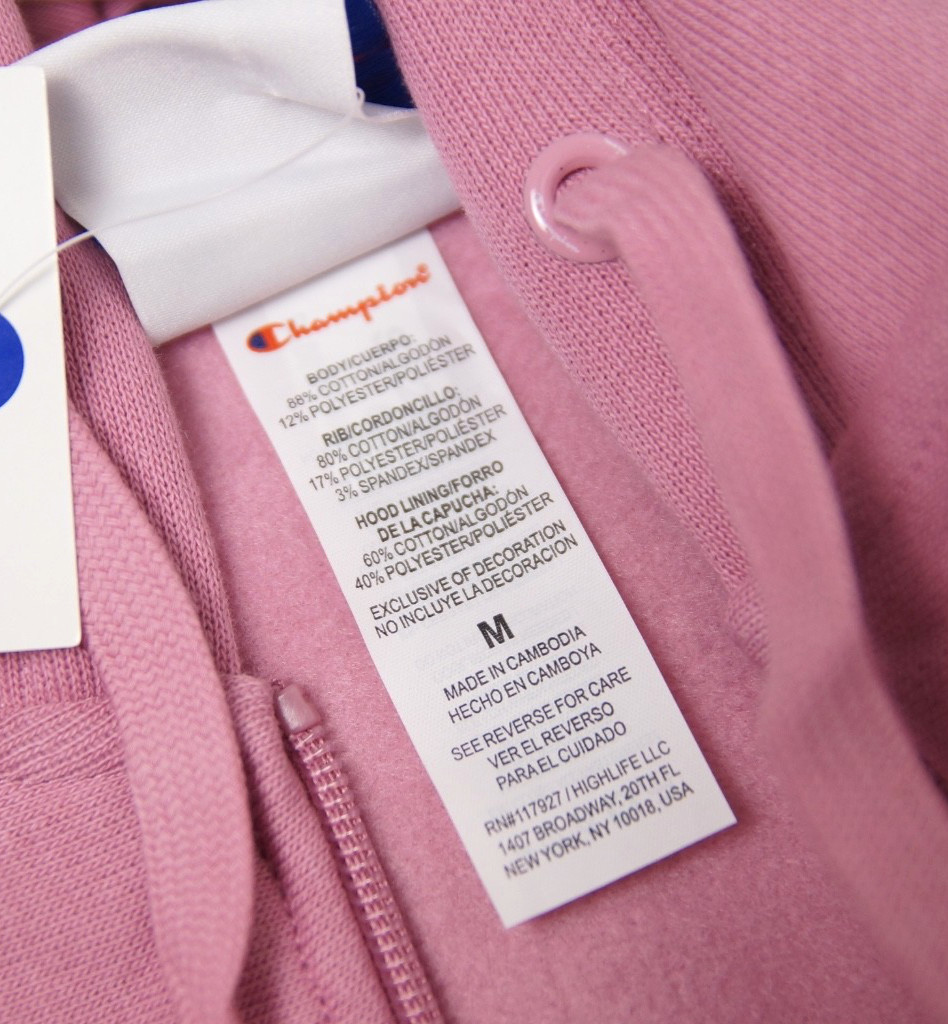 Champion®
BODY/CUERPO:
88% COTTON/ALGODÓN
12% POLYESTER/POLIÉSTER
RIB/CORDONCILLO:
80% COTTON/ALGODÓN
17% POLYESTER/POLIÉSTER
3% SPANDEX/SPANDEX
HOOD LINING/FORRO
DE LA CAPUCHA:
60% COTTON/ALGODÓN
40% POLYESTER/POLIÉSTER
EXCLUSIVE OF DECORATION
NO INCLUYE LA DECORACION
M
MADE IN CAMBODIA
HECHO EN CAMBOYA
SEE REVERSE FOR CARE
VER EL REVERSO
PARA EL CUIDADO
RN#117927 / HIGHLIFE LLC
1407 BROADWAY, 20TH FL
NEW YORK, NY 10018, USA